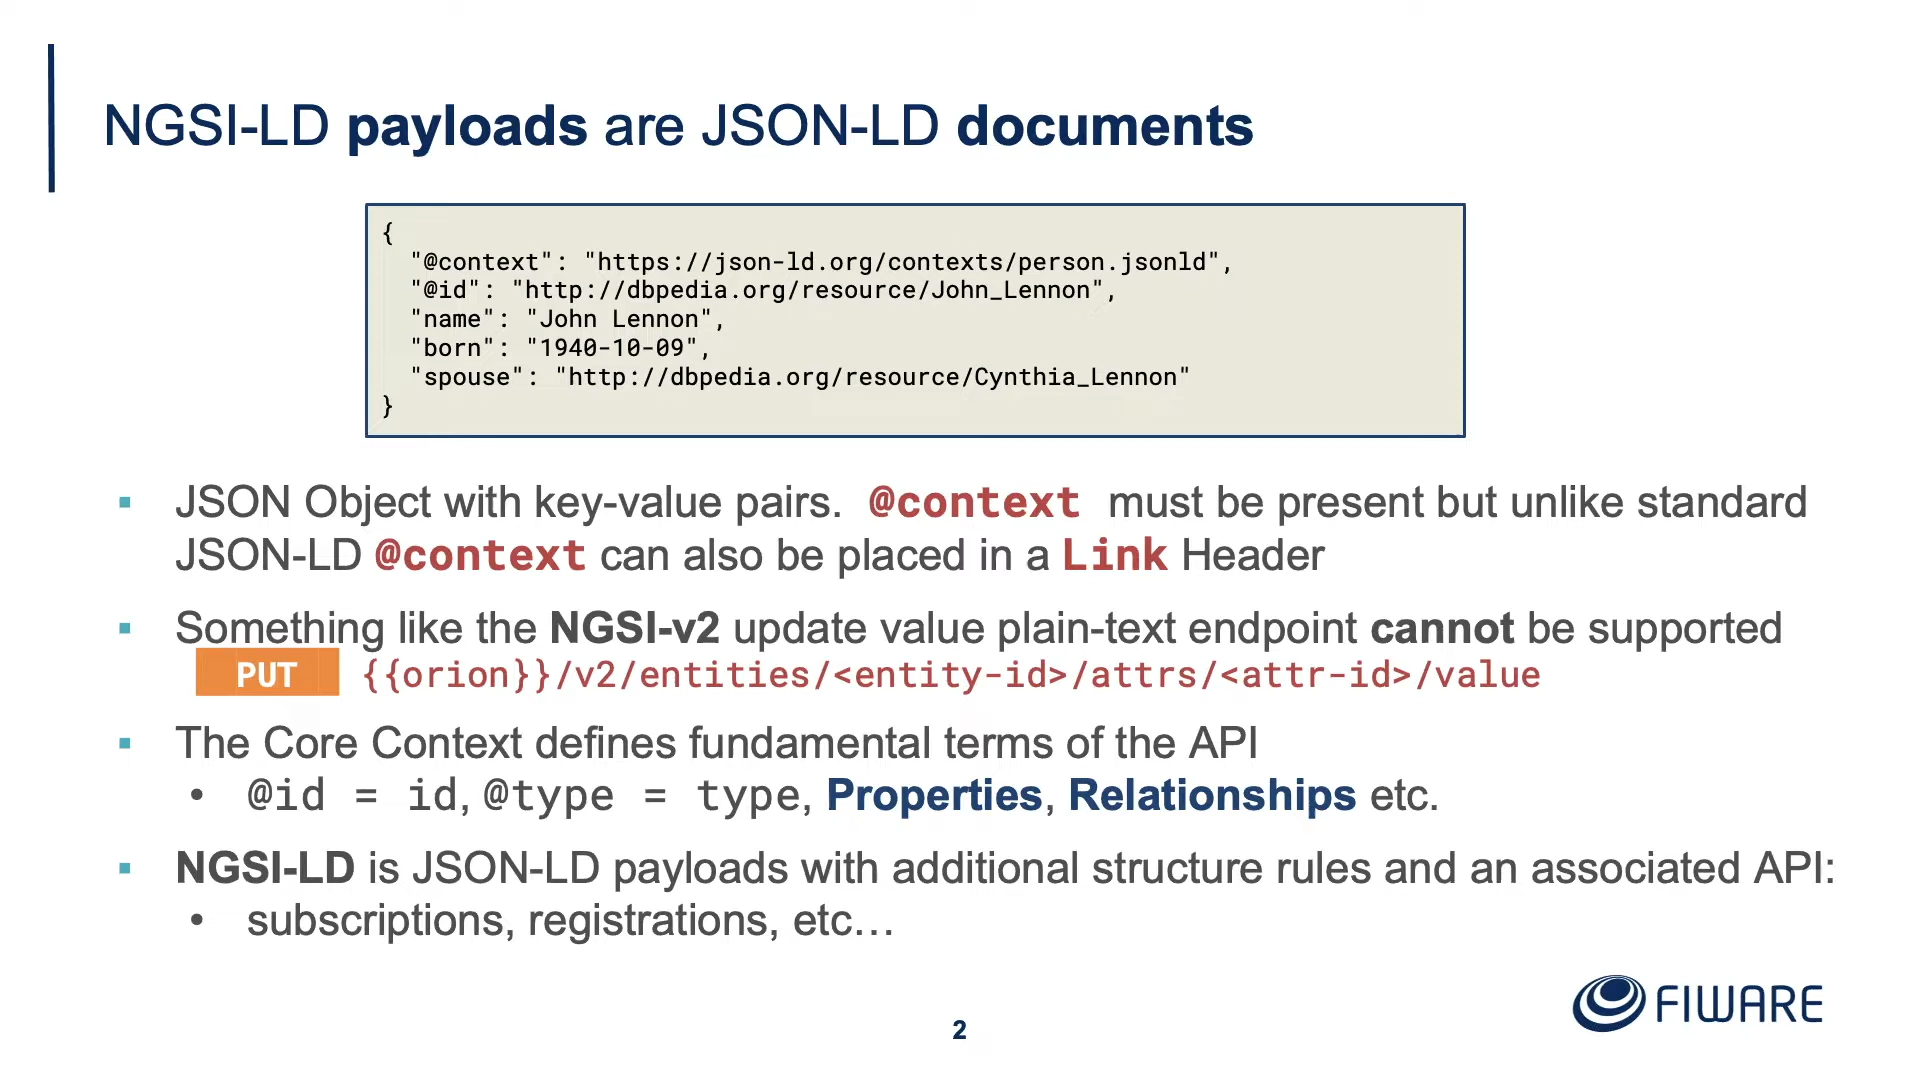 NGSI-LD payloads are JSON-LD documents
{
  "@context": "https://json-ld.org/contexts/person.jsonld",
  "@id": "http://dbpedia.org/resource/John_Lennon",
  "name": "John Lennon",
  "born": "1940-10-09",
  "spouse": "http://dbpedia.org/resource/Cynthia_Lennon"
}
▪ JSON Object with key-value pairs. @context must be present but unlike standard
JSON-LD @context can also be placed in a Link Header
▪ Something like the NGSI-v2 update value plain-text endpoint cannot be supported
PUT {{orion}}/v2/entities/<entity-id>/attrs/<attr-id>/value
▪ The Core Context defines fundamental terms of the API
• @id = id, @type = type, Properties, Relationships etc.
▪ NGSI-LD is JSON-LD payloads with additional structure rules and an associated API:
• subscriptions, registrations, etc…
FIWARE
2